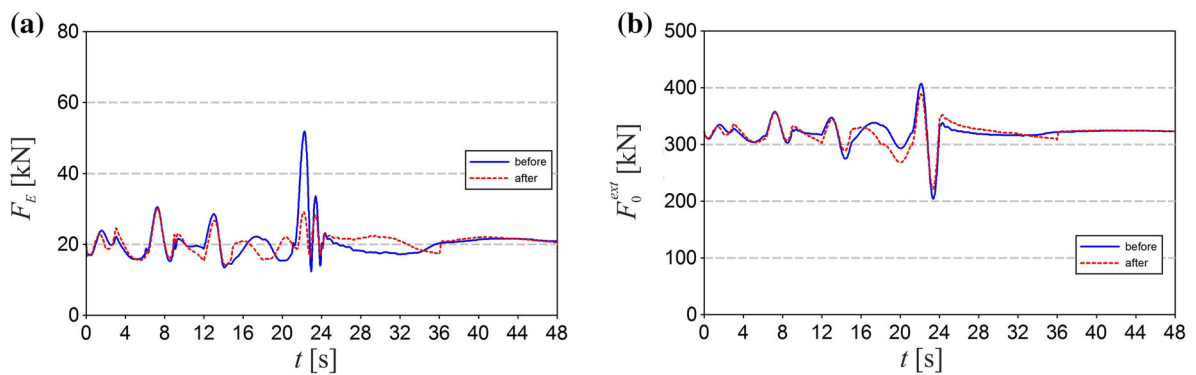 (a)
80
60
40
20
0
F_E [kN]
before
after
0 4 8 12 16 20 24 28 32 36 40 44 48
t [s]
(b)
500
400
300
200
100
0
F_0^ext [kN]
before
after
0 4 8 12 16 20 24 28 32 36 40 44 48
t [s]